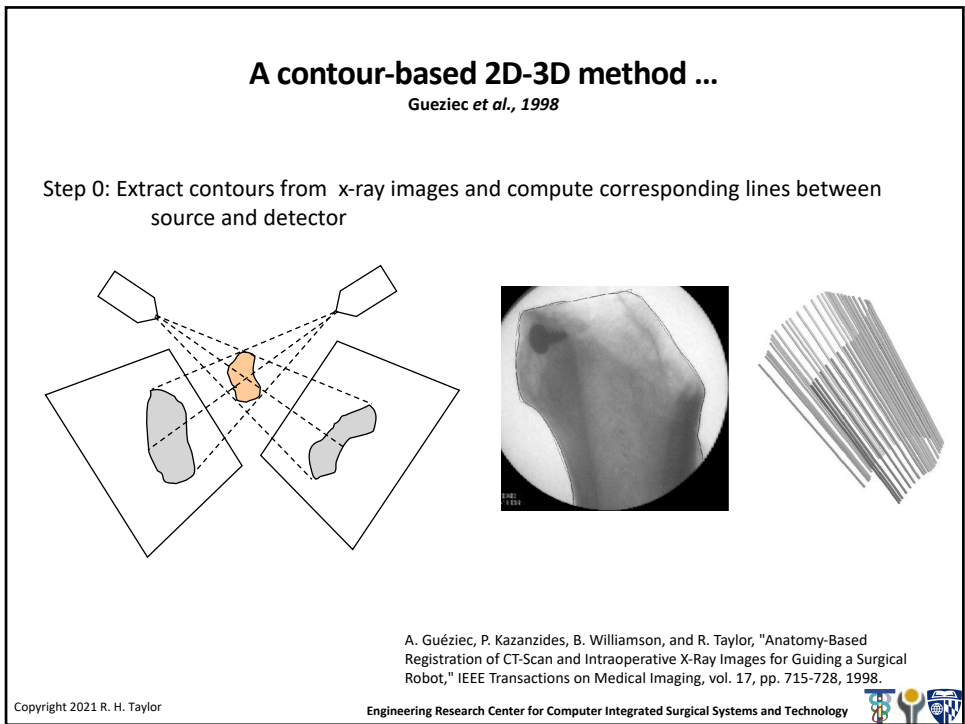 A contour-based 2D-3D method ...
Gueziec et al., 1998
Step 0: Extract contours from x-ray images and compute corresponding lines between
source and detector
A. Guéziec, P. Kazanzides, B. Williamson, and R. Taylor, "Anatomy-Based
Registration of CT-Scan and Intraoperative X-Ray Images for Guiding a Surgical
Robot," IEEE Transactions on Medical Imaging, vol. 17, pp. 715-728, 1998.
Copyright 2021 R. H. Taylor
Engineering Research Center for Computer Integrated Surgical Systems and Technology